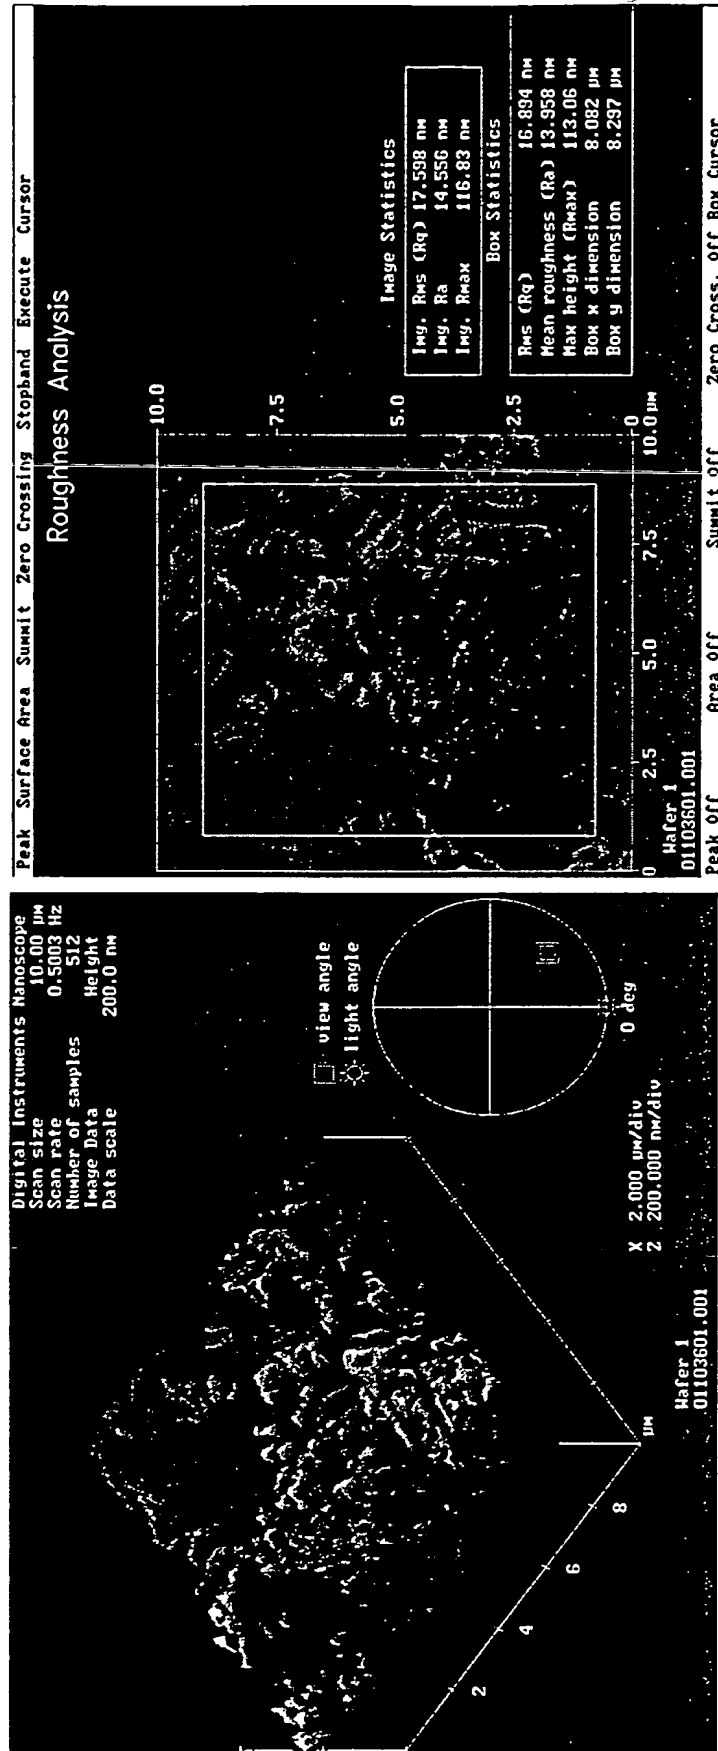 Digital Instruments Nanoscope
Scan size 10.00 µm
Scan rate 0.5003 Hz
Number of samples 512
Image Data Height
Data scale 200.0 nm
view angle
light angle
0 deg
2
4
6
8
µm
X 2.000 µm/div
Z 200.000 nm/div
Wafer 1
01103601.001
Peak Surface Area Summit Zero Crossing Stopband Execute Cursor
Roughness Analysis
10.0
7.5
5.0
2.5
0
0 2.5 5.0 7.5 10.0 µm
Image Statistics
Img. Rms (Rq) 17.598 nm
Img. Ra 14.556 nm
Img. Rmax 116.83 nm
Box Statistics
Rms (Rq) 16.894 nm
Mean roughness (Ra) 13.958 nm
Max height (Rmax) 113.06 nm
Box x dimension 8.082 µm
Box y dimension 8.297 µm
Wafer 1
01103601.001
Peak Off Area Off Summit Off Zero Cross. Off Box Cursor